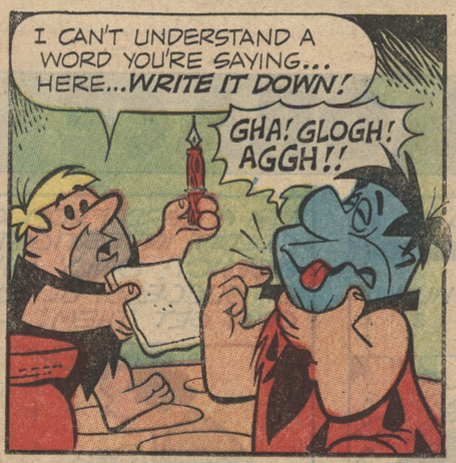 I CAN'T UNDERSTAND A
WORD YOU'RE SAYING...
HERE...WRITE IT DOWN!
GHA! GLOGH!
AGGH!!